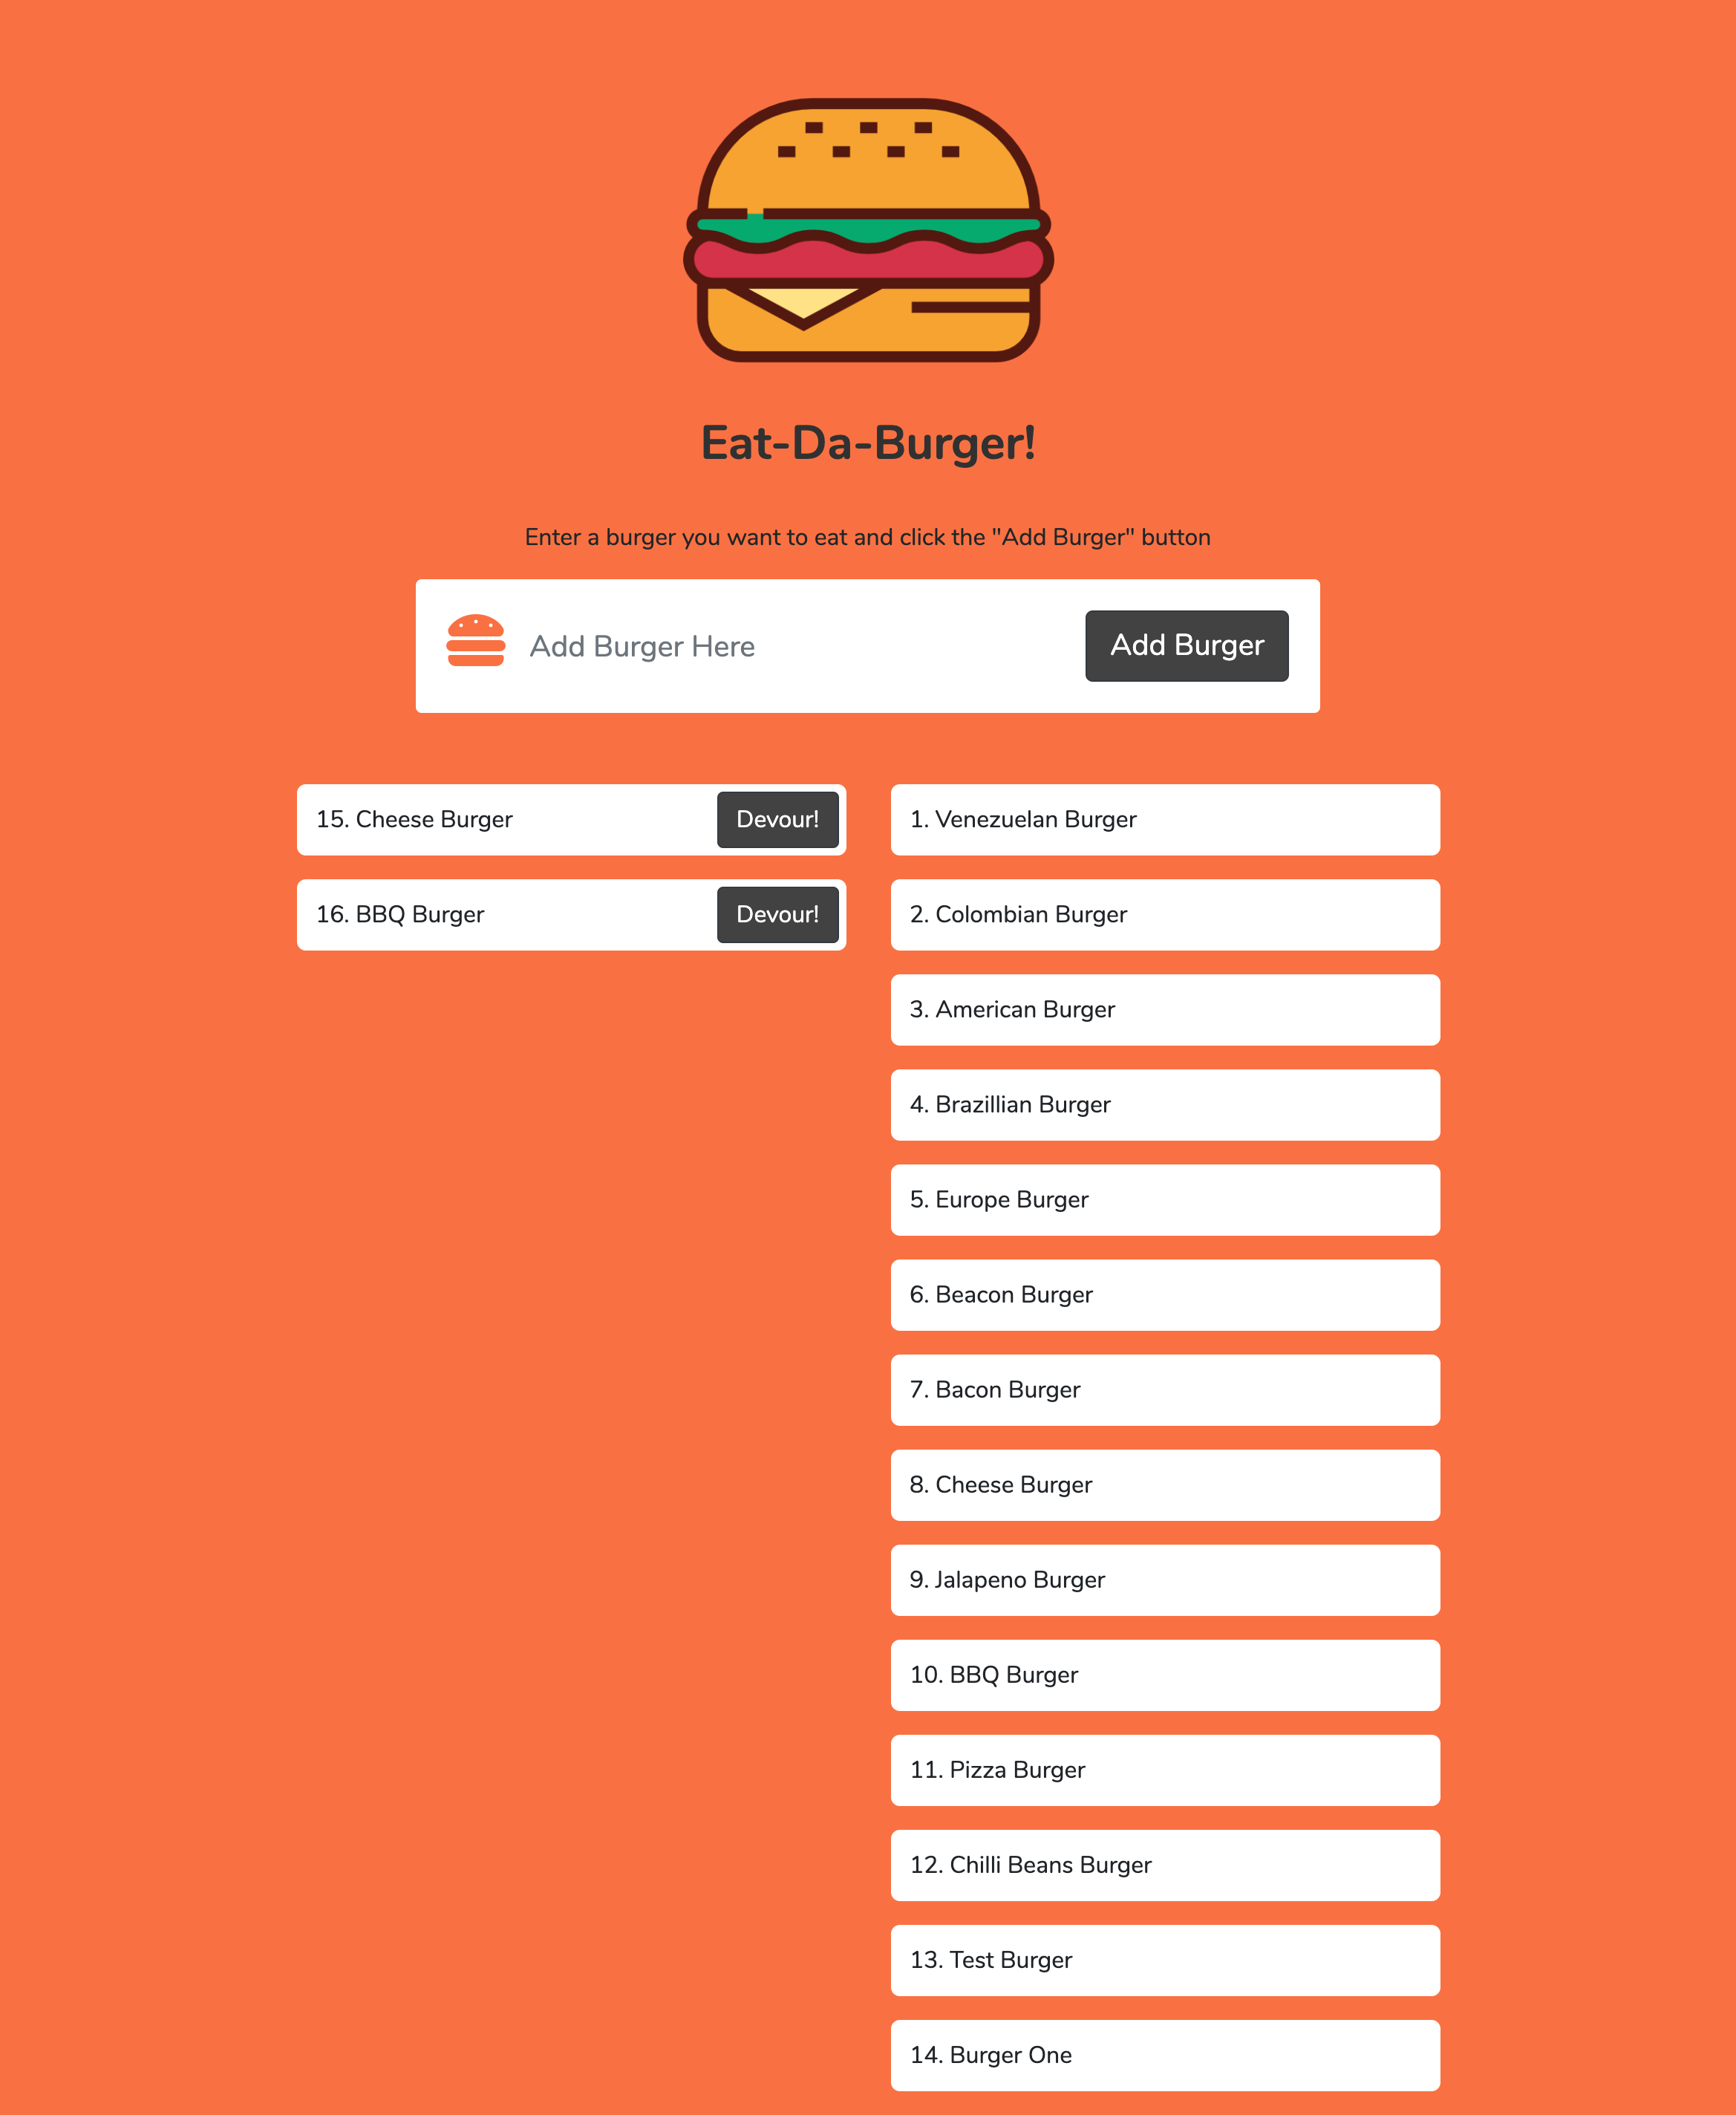 Eat-Da-Burger!
Enter a burger you want to eat and click the "Add Burger" button
Add Burger Here
Add Burger
15. Cheese Burger
Devour!
16. BBQ Burger
Devour!
1. Venezuelan Burger
2. Colombian Burger
3. American Burger
4. Brazillian Burger
5. Europe Burger
6. Beacon Burger
7. Bacon Burger
8. Cheese Burger
9. Jalapeno Burger
10. BBQ Burger
11. Pizza Burger
12. Chilli Beans Burger
13. Test Burger
14. Burger One